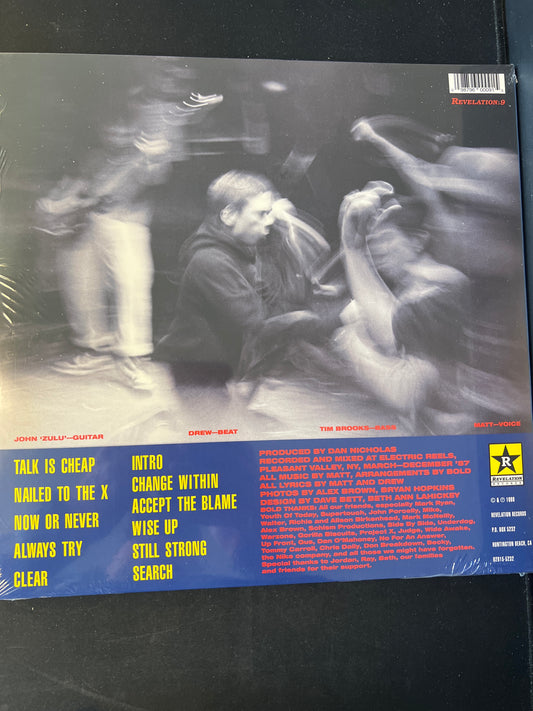 REVELATION:9
JOHN 'ZULU'—GUITAR
DREW—BEAT
TIM BROOKS—BASS
MATT—VOICE
TALK IS CHEAP
NAILED TO THE X
NOW OR NEVER
ALWAYS TRY
CLEAR
INTRO
CHANGE WITHIN
ACCEPT THE BLAME
WISE UP
STILL STRONG
SEARCH
PRODUCED BY DAN NICHOLAS
RECORDED AND MIXED AT ELECTRIC REELS,
PLEASANT VALLEY, NY, MARCH—DECEMBER '87
ALL MUSIC BY MATT, ARRANGEMENTS BY BOLD
ALL LYRICS BY MATT AND DREW
PHOTOS BY ALEX BROWN, BRYAN HOPKINS
DESIGN BY DAVE BETT, BETH ANN LAHICKEY
BOLD THANKS: All our friends, especially Mark Ryan,
Youth Of Today, Supertouch, John Porcelly, Mike,
Walter, Richie and Alison Birkenhead, Mark McNeilly,
Alex Brown, Schism Productions, Side By Side, Underdog,
Warzone, Gorilla Biscuits, Project X, Judge, Wide Awake,
Up Front, Gus, Dan O'Mahoney, No For An Answer,
Tommy Carroll, Chris Daily, Don Breakdown, Becky,
the Nike company, and all those we might have forgotten.
Special thanks to Jordan, Ray, Beth, our families
and friends for their support.
R
REVELATION
RECORDS
© & ℗ 1988
REVELATION RECORDS
P.O. BOX 5232
HUNTINGTON BEACH, CA
92615-5232